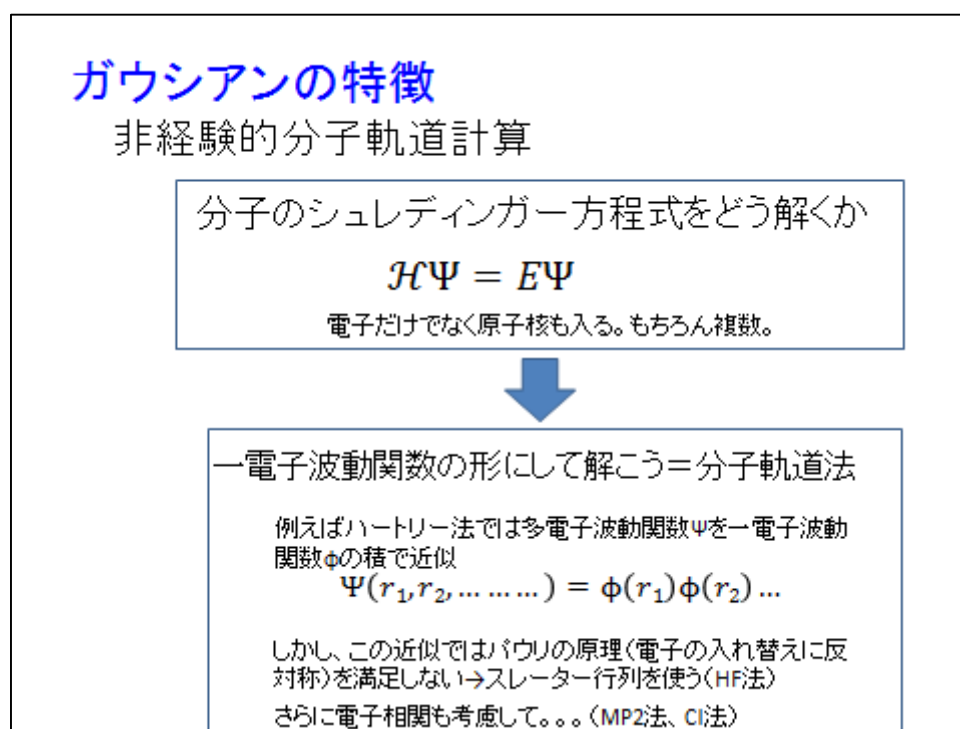 ガウシアンの特徴
非経験的分子軌道計算
分子のシュレディンガー方程式をどう解くか
ℋΨ = EΨ
電子だけでなく原子核も入る。もちろん複数。
一電子波動関数の形にして解こう＝分子軌道法
例えばハートリー法では多電子波動関数Ψを一電子波動
関数φの積で近似
Ψ(r₁,r₂,………) = ϕ(r₁)ϕ(r₂)…
しかし、この近似ではパウリの原理（電子の入れ替えに反
対称）を満足しない→スレーター行列を使う（HF法）
さらに電子相関も考慮して。。。（MP2法、CI法）